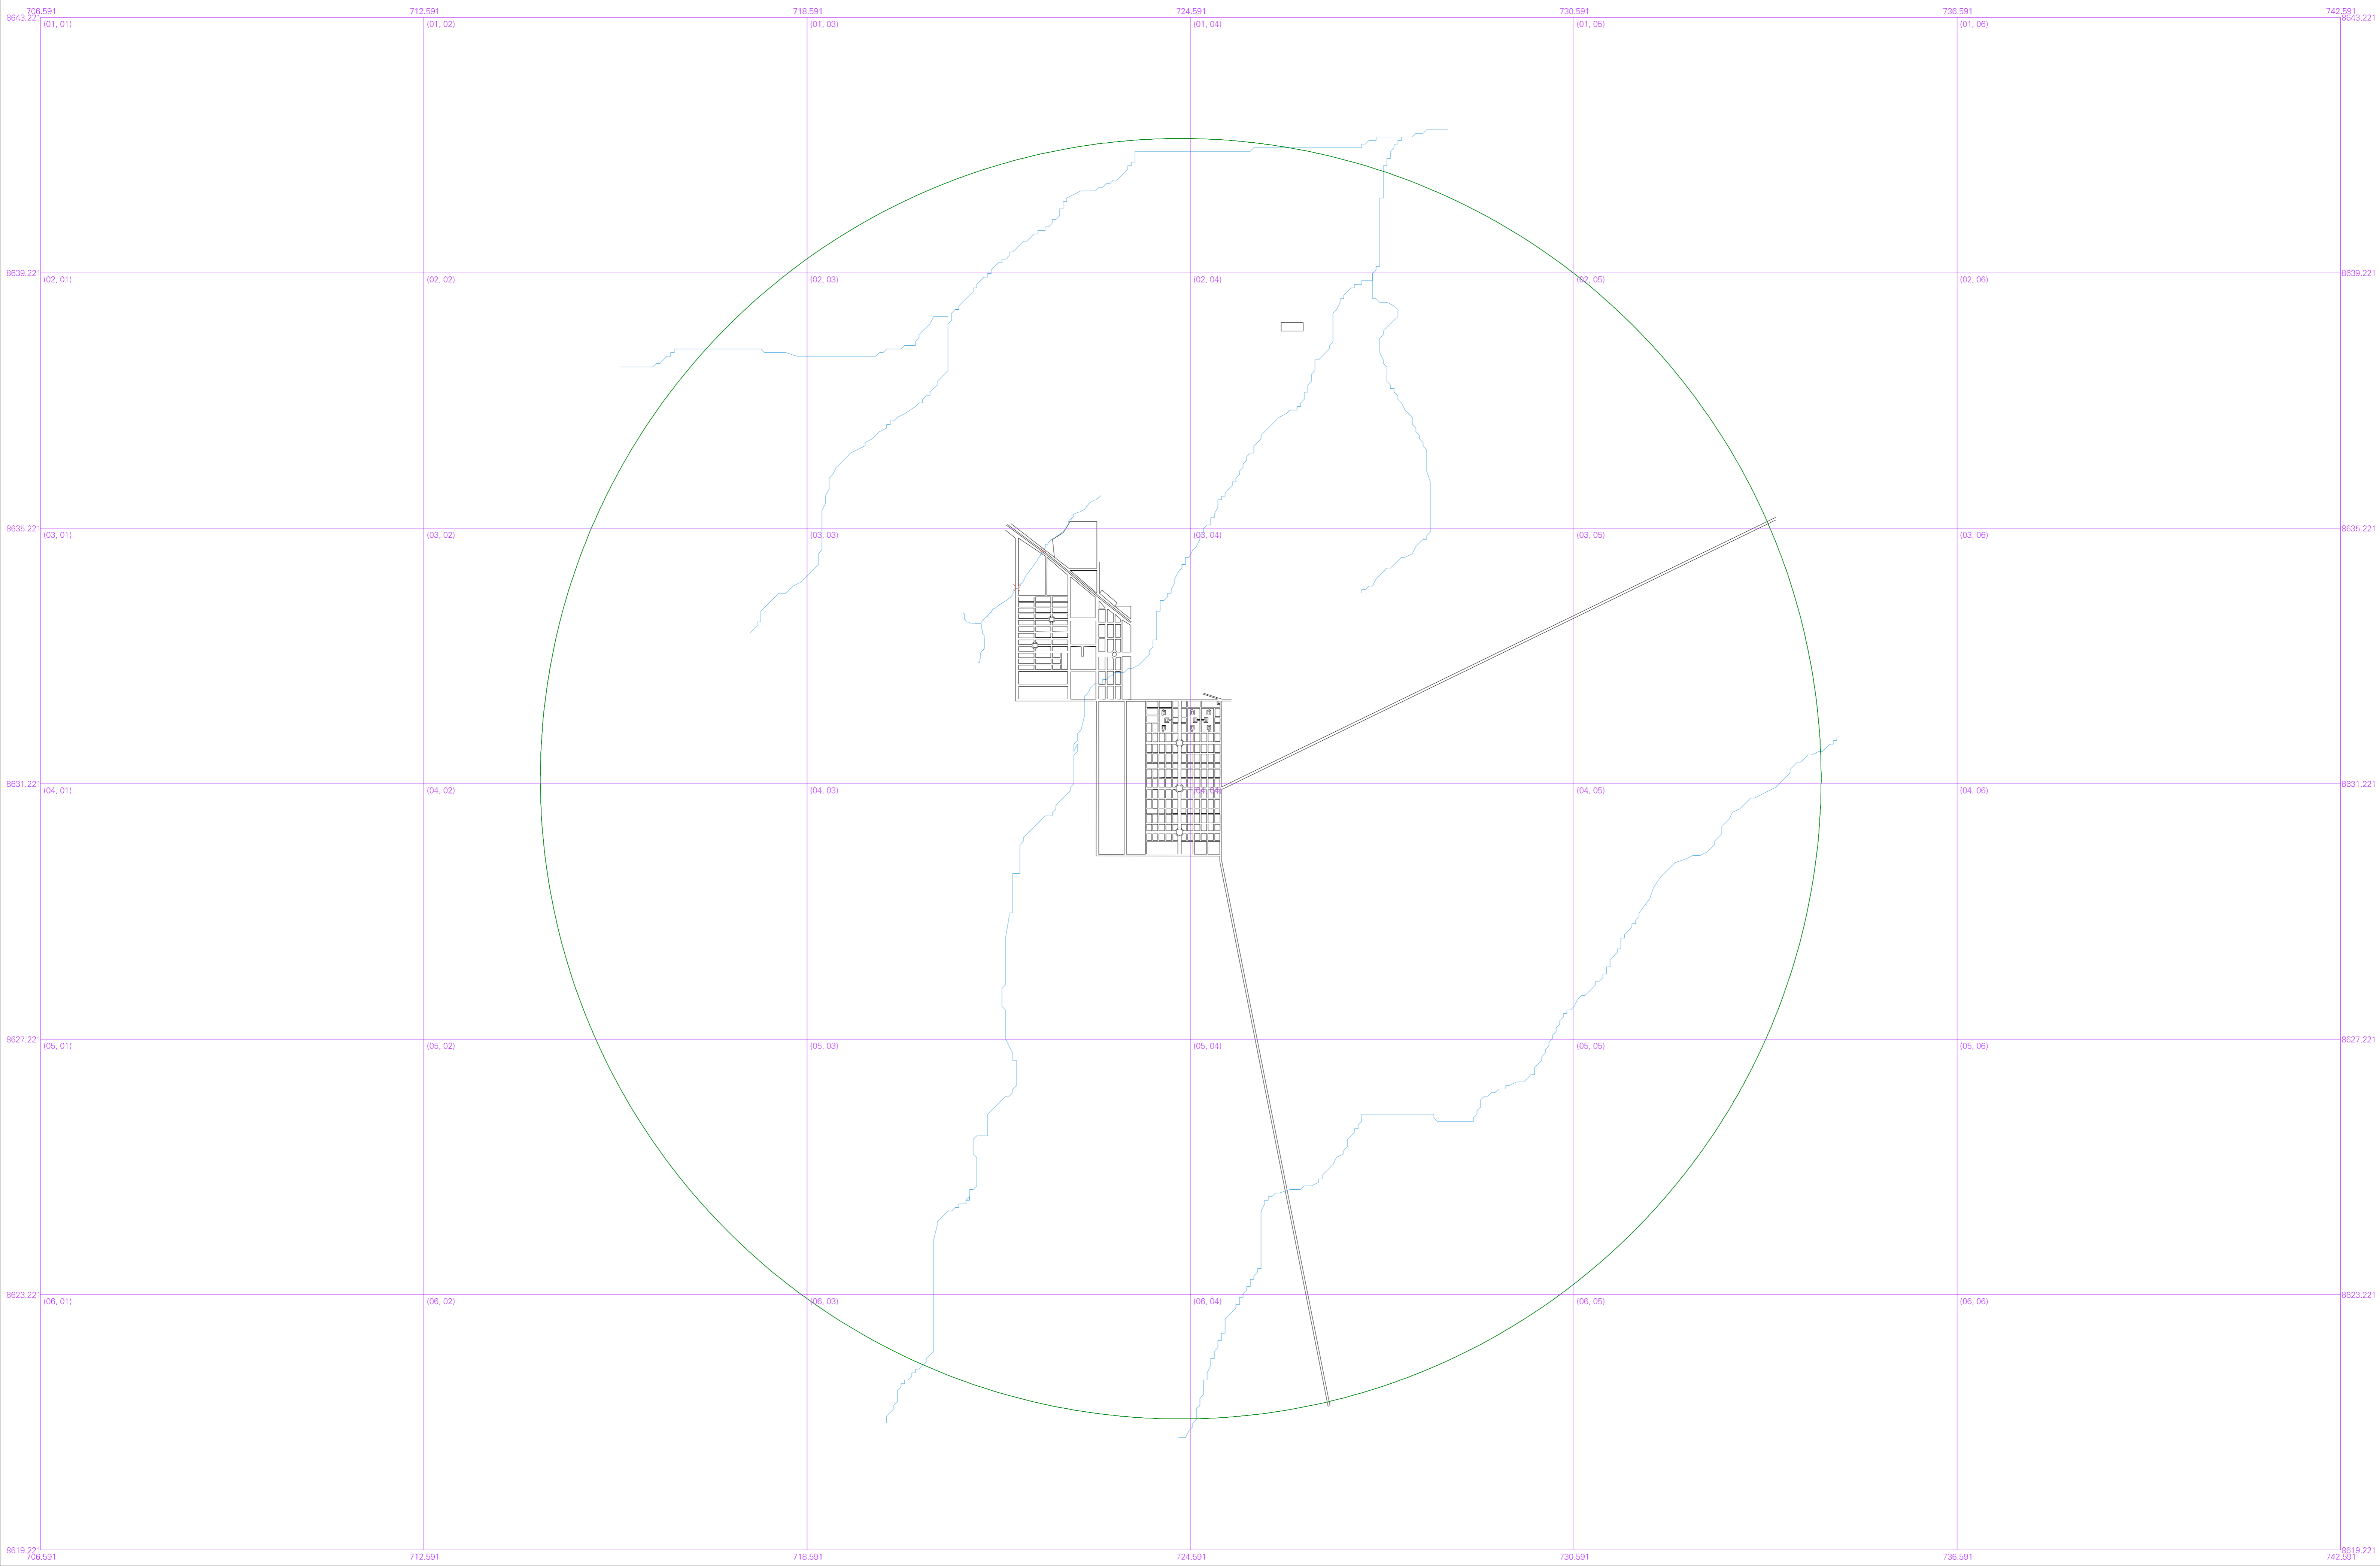 706.591 712.591 718.591 724.591 730.591 736.591 742.591
8643.221 8643.221
(01, 01) (01, 02) (01, 03) (01, 04) (01, 05) (01, 06)
8639.221 8639.221
(02, 01) (02, 02) (02, 03) (02, 04) (02, 05) (02, 06)
8635.221 8635.221
(03, 01) (03, 02) (03, 03) (03, 04) (03, 05) (03, 06)
8631.221 8631.221
(04, 01) (04, 02) (04, 03) (04, 04) (04, 05) (04, 06)
8627.221 8627.221
(05, 01) (05, 02) (05, 03) (05, 04) (05, 05) (05, 06)
8623.221 8623.221
(06, 01) (06, 02) (06, 03) (06, 04) (06, 05) (06, 06)
8619.221 8619.221
706.591 712.591 718.591 724.591 730.591 736.591 742.591